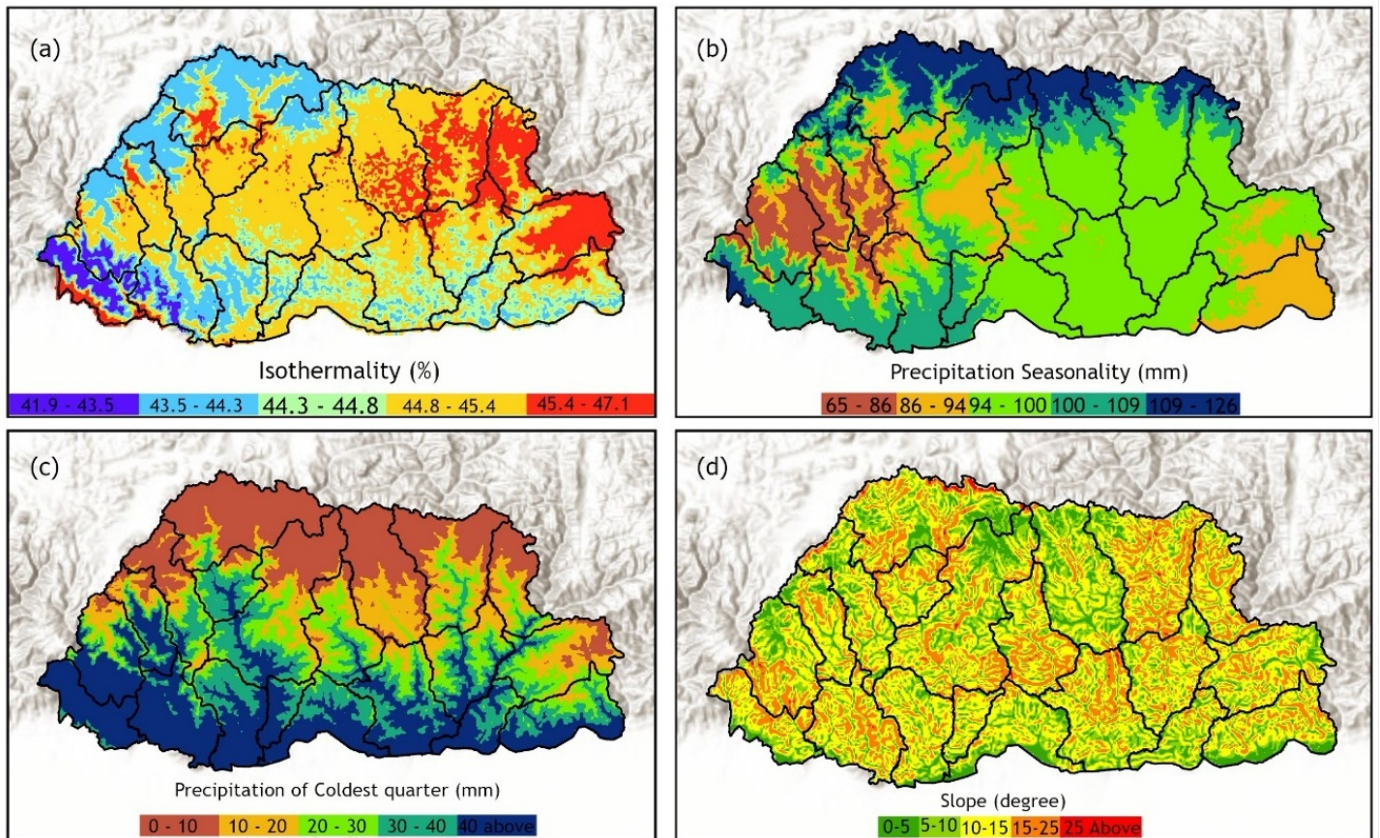 (a)
Isothermality (%)
41.9 - 43.5 43.5 - 44.3 44.3 - 44.8 44.8 - 45.4 45.4 - 47.1
(b)
Precipitation Seasonality (mm)
65 - 86 86 - 94 94 - 100 100 - 109 109 - 126
(c)
Precipitation of Coldest quarter (mm)
0 - 10 10 - 20 20 - 30 30 - 40 40 above
(d)
Slope (degree)
0-5 5-10 10-15 15-25 25 Above